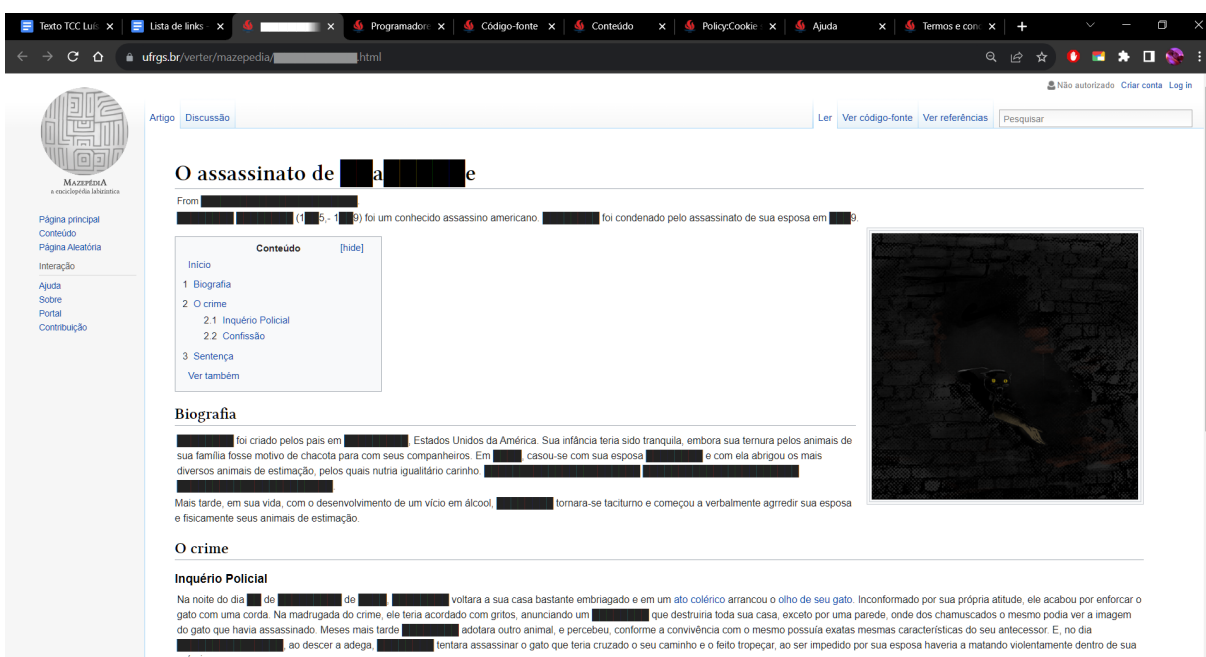 Texto TCC Luís
Lista de links -
Programadore
Código-fonte
Conteúdo
Policy:Cookie -
Ajuda
Termos e cond
ufrgs.br/verter/mazepedia/ .html
Não autorizado Criar conta Log in
Artigo Discussão
Ler Ver código-fonte Ver referências Pesquisar
MAZEPÉDIA
a enciclopédia labiríntica
Página principal
Conteúdo
Página Aleatória
Interação
Ajuda
Sobre
Portal
Contribuição
O assassinato de a e
From
(1 5,- 1 9) foi um conhecido assassino americano. foi condenado pelo assassinato de sua esposa em 9.
Conteúdo [hide]
Início
1 Biografia
2 O crime
2.1 Inquério Policial
2.2 Confissão
3 Sentença
Ver também
Biografia
foi criado pelos pais em , Estados Unidos da América. Sua infância teria sido tranquila, embora sua ternura pelos animais de
sua família fosse motivo de chacota para com seus companheiros. Em , casou-se com sua esposa e com ela abrigou os mais
diversos animais de estimação, pelos quais nutria igualitário carinho.
.
Mais tarde, em sua vida, com o desenvolvimento de um vício em álcool, tornara-se taciturno e começou a verbalmente agrredir sua esposa
e fisicamente seus animais de estimação.
O crime
Inquério Policial
Na noite do dia de de , voltara a sua casa bastante embriagado e em um ato colérico arrancou o olho de seu gato. Inconformado por sua própria atitude, ele acabou por enforcar o
gato com uma corda. Na madrugada do crime, ele teria acordado com gritos, anunciando um que destruiria toda sua casa, exceto por uma parede, onde dos chamuscados o mesmo podia ver a imagem
do gato que havia assassinado. Meses mais tarde adotara outro animal, e percebeu, conforme a convivência com o mesmo possuía exatas mesmas características do seu antecessor. E, no dia
, ao descer a adega, tentara assassinar o gato que teria cruzado o seu caminho e o feito tropeçar, ao ser impedido por sua esposa haveria a matando violentamente dentro de sua